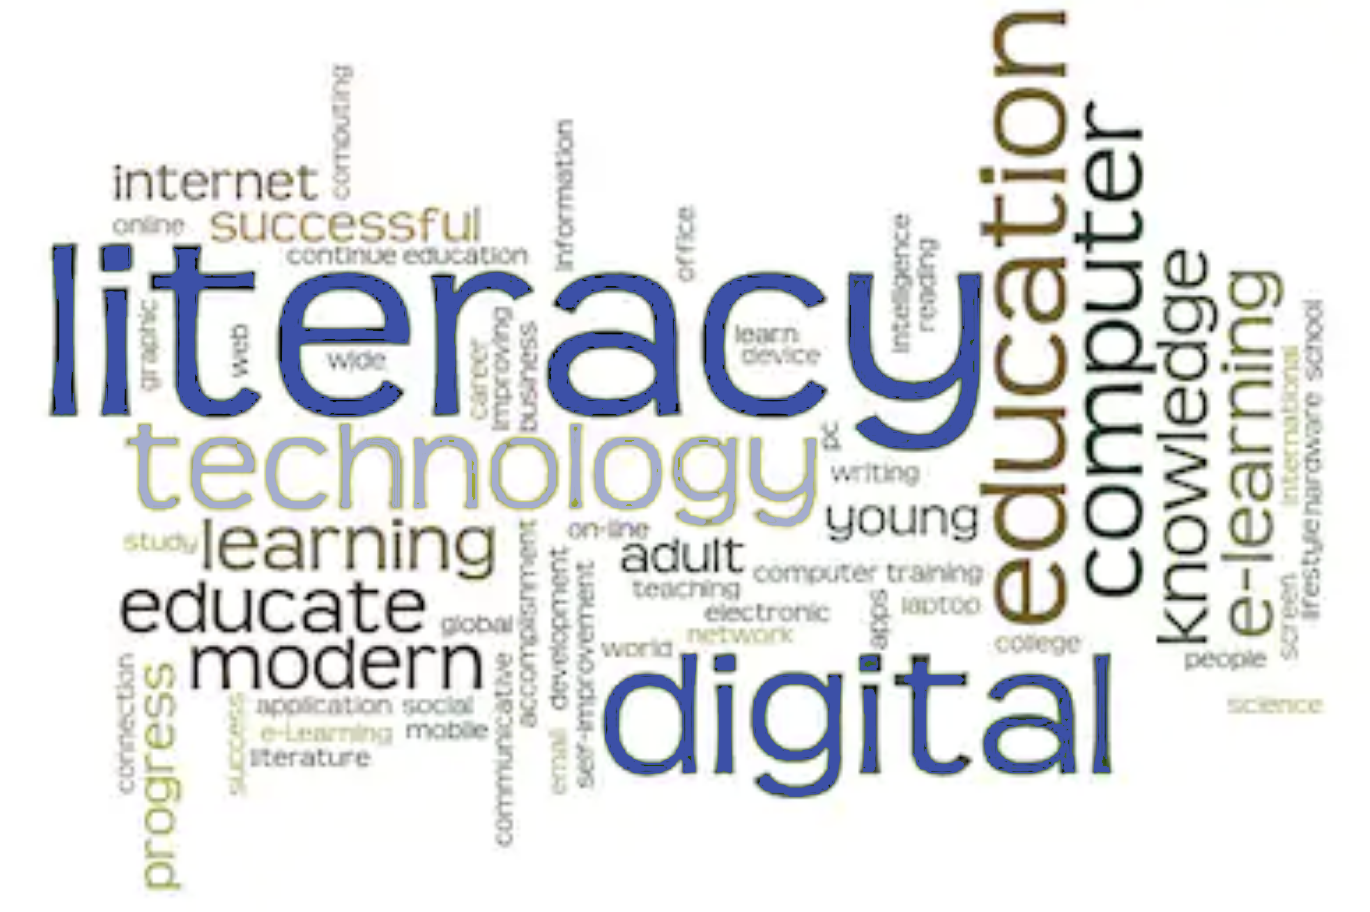 computing
internet
online
successful
continue education
information
office
intelligence
reading
literacy
graphic
web
wide
career
improving
business
learn
device
education
computer
knowledge
e-learning
international
school
hardware
lifestyle
screen
technology
pc
writing
young
study
learning
on-line
adult
teaching
computer training
educate
global
accomplishment
development
self-improvement
electronic
apps
laptop
network
world
college
people
modern
digital
science
connection
progress
success
application
social
e-Learning
mobile
literature
communicative
email